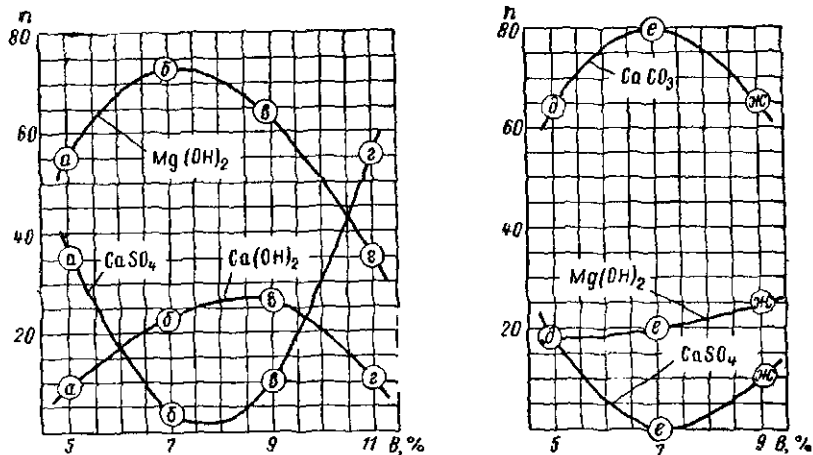 n
80
60
40
20
а
б
в
г
Mg(OH)₂
а
б
в
г
CaSO₄
а
б
в
г
Ca(OH)₂
5 7 9 11 В,%
n
80
60
40
20
д
е
ж
CaCO₃
Mg(OH)₂
е
ж
д
CaSO₄
е
ж
5 7 9 В,%